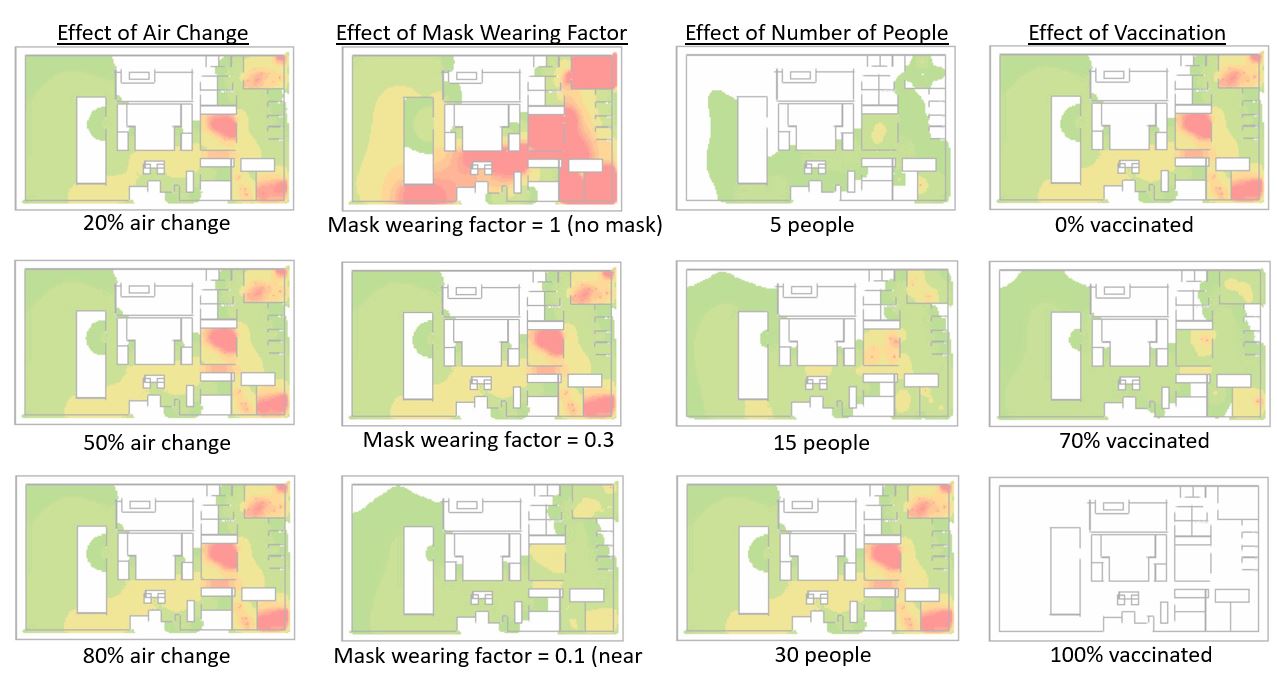 Effect of Air Change
Effect of Mask Wearing Factor
Effect of Number of People
Effect of Vaccination
20% air change
Mask wearing factor = 1 (no mask)
5 people
0% vaccinated
50% air change
Mask wearing factor = 0.3
15 people
70% vaccinated
80% air change
Mask wearing factor = 0.1 (near
30 people
100% vaccinated